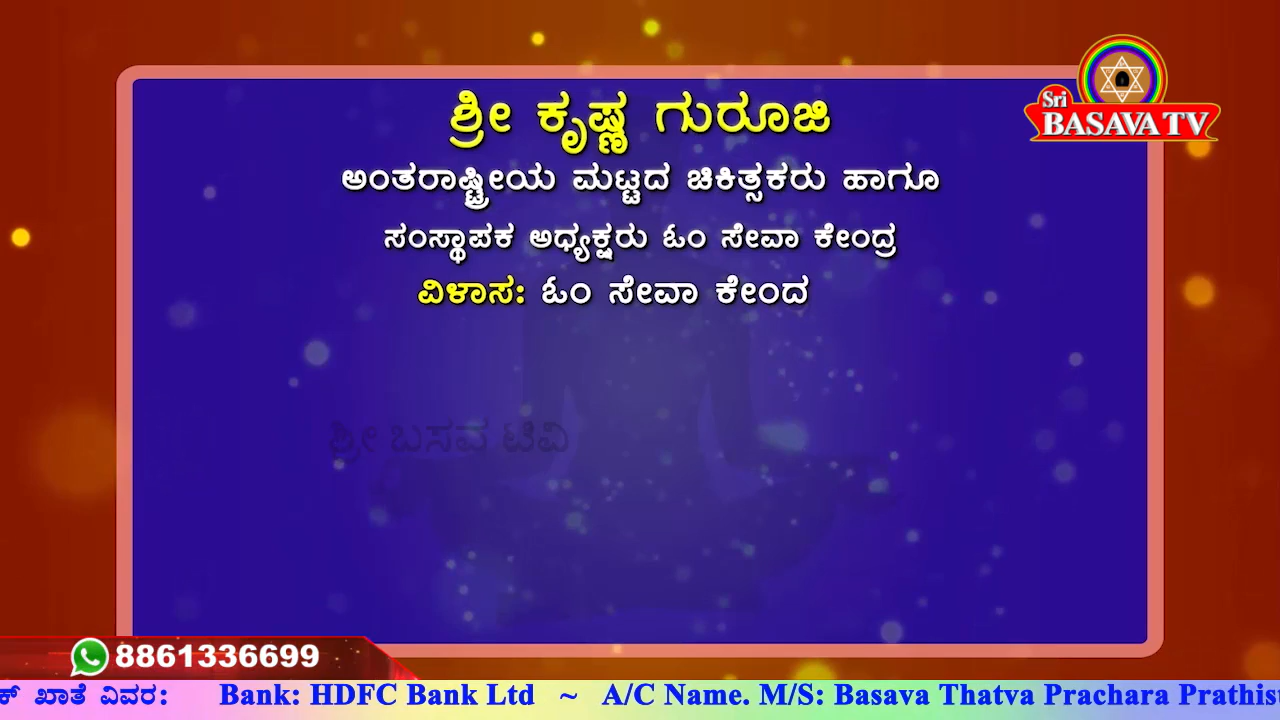 ಶ್ರೀ ಕೃಷ್ಣ ಗುರೂಜಿ
Sri
BASAVA TV
ಅಂತರಾಷ್ಟ್ರೀಯ ಮಟ್ಟದ ಚಿಕಿತ್ಸಕರು ಹಾಗೂ
ಸಂಸ್ಥಾಪಕ ಅಧ್ಯಕ್ಷರು ಓಂ ಸೇವಾ ಕೇಂದ್ರ
ವಿಳಾಸ: ಓಂ ಸೇವಾ ಕೇಂದ
ಶ್ರೀ ಬಸವ ಟಿವಿ
8861336699
ಕ್ ಖಾತೆ ವಿವರ: Bank: HDFC Bank Ltd ~ A/C Name. M/S: Basava Thatva Prachara Prathis